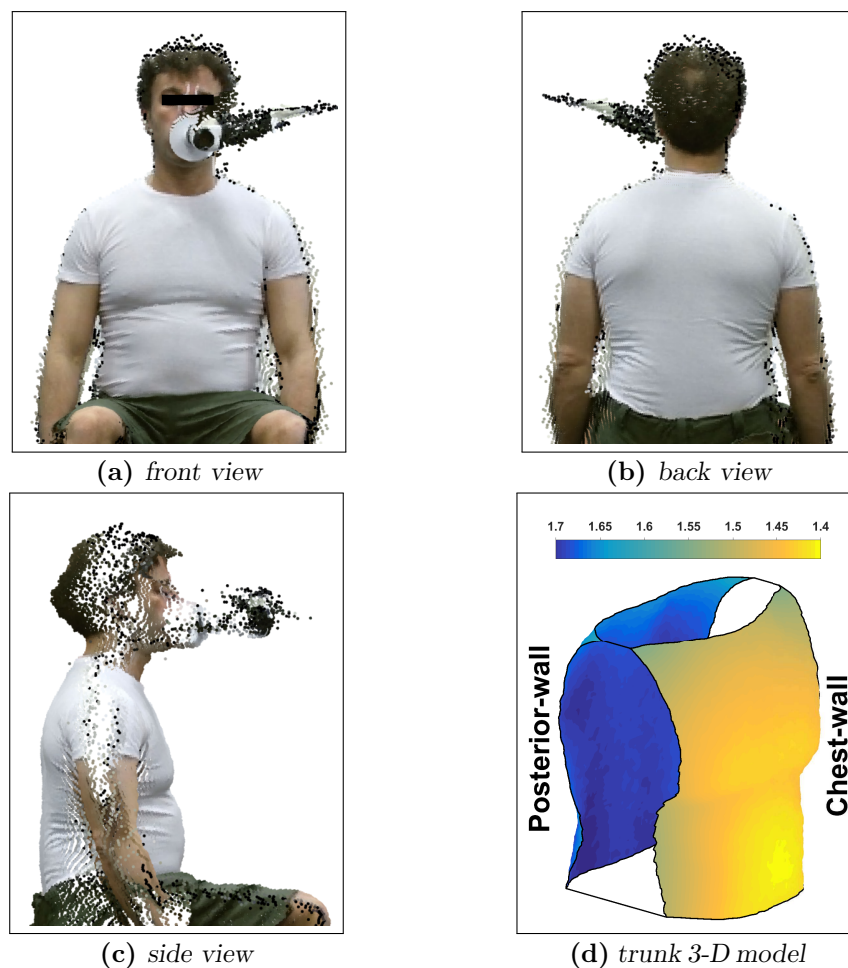 (a) front view
(b) back view
(c) side view
1.7 1.65 1.6 1.55 1.5 1.45 1.4
Posterior-wall
Chest-wall
(d) trunk 3-D model